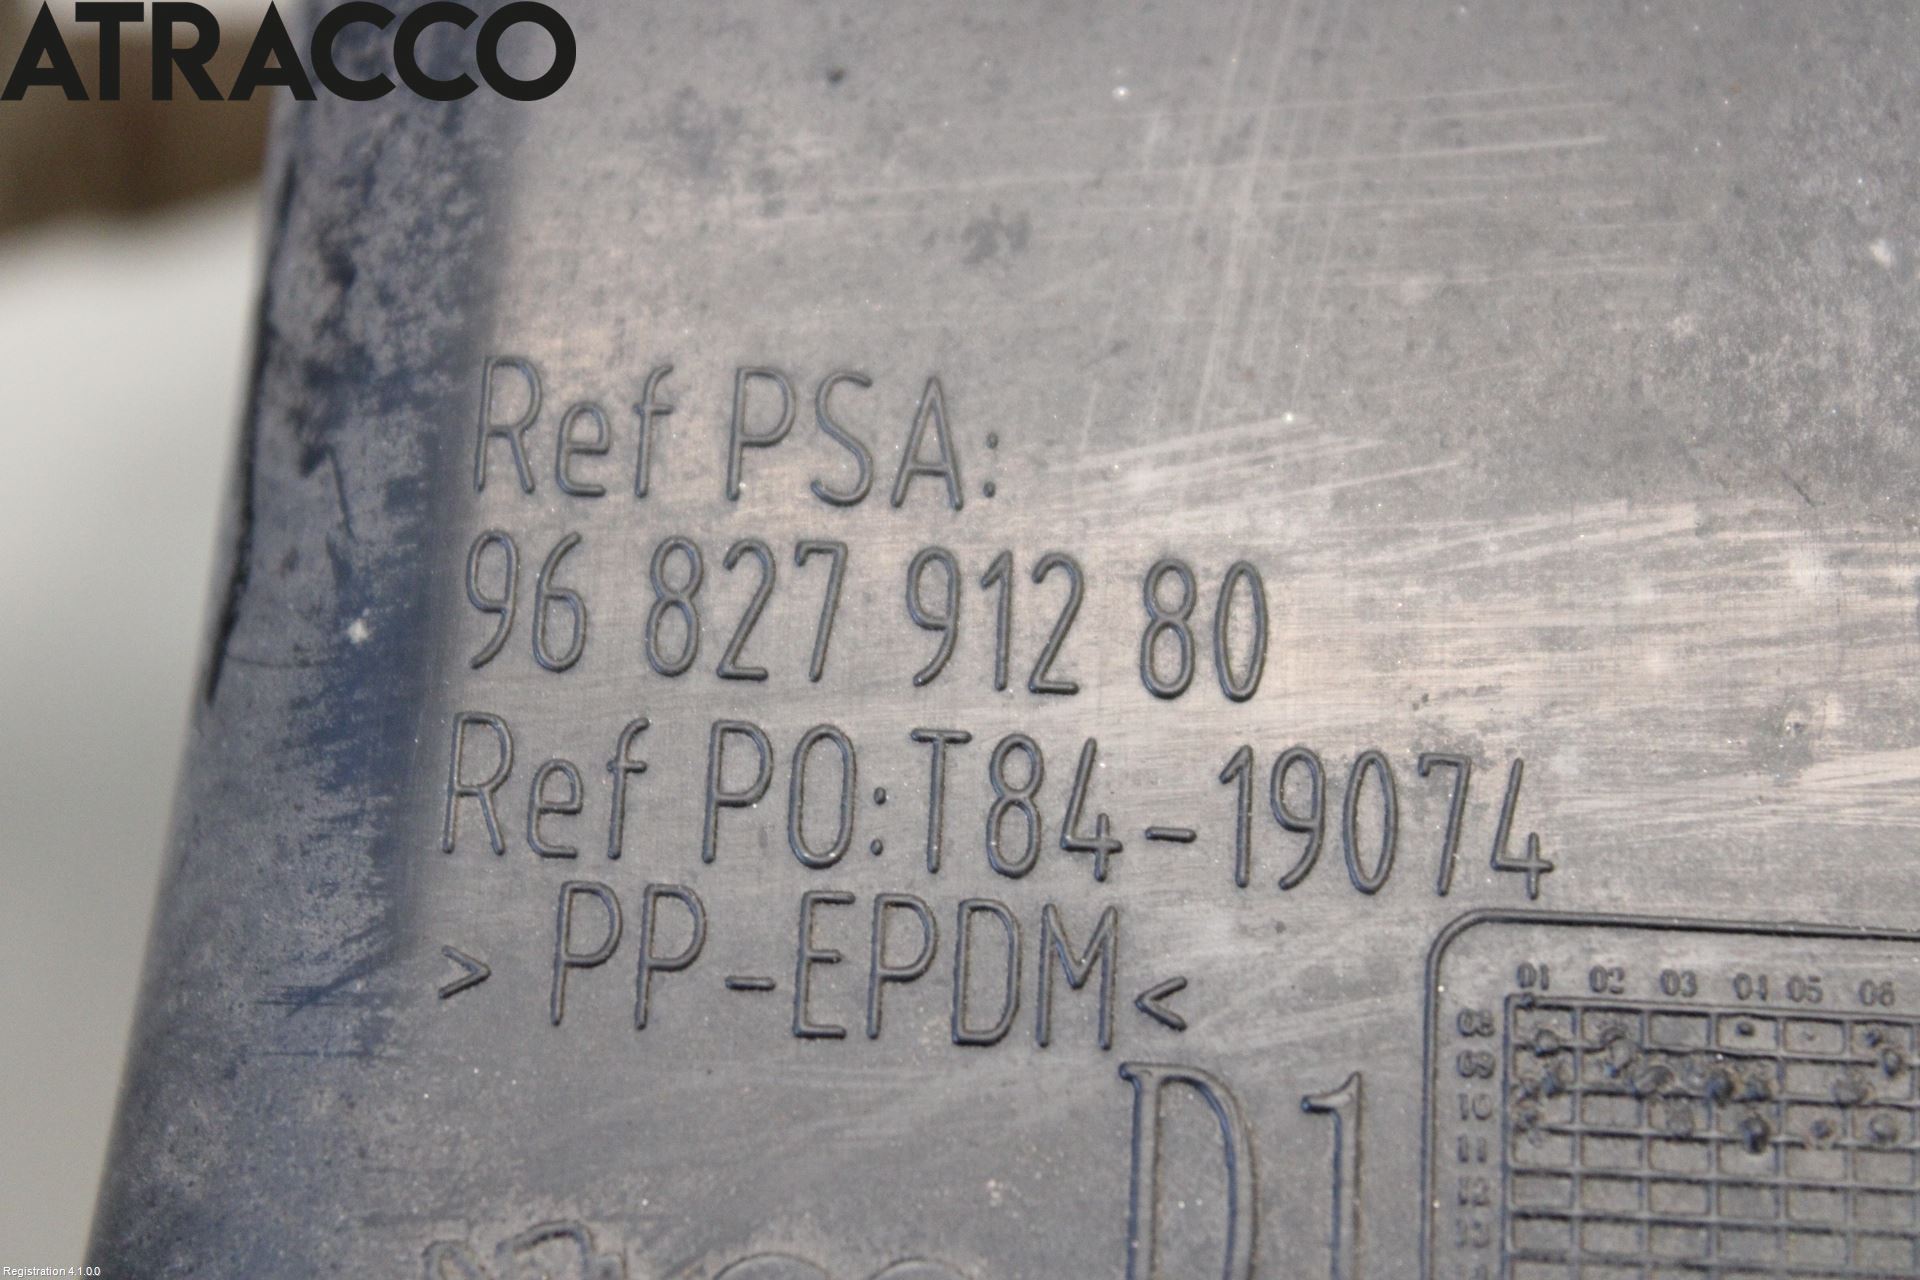 ATRACCO
Ref PSA:
96 827 912 80
Ref PO:T84-19074
> PP-EPDM <
01 02 03 04 05 06
08
09
10
11
12
13
D1
Registration 4.1.0.0